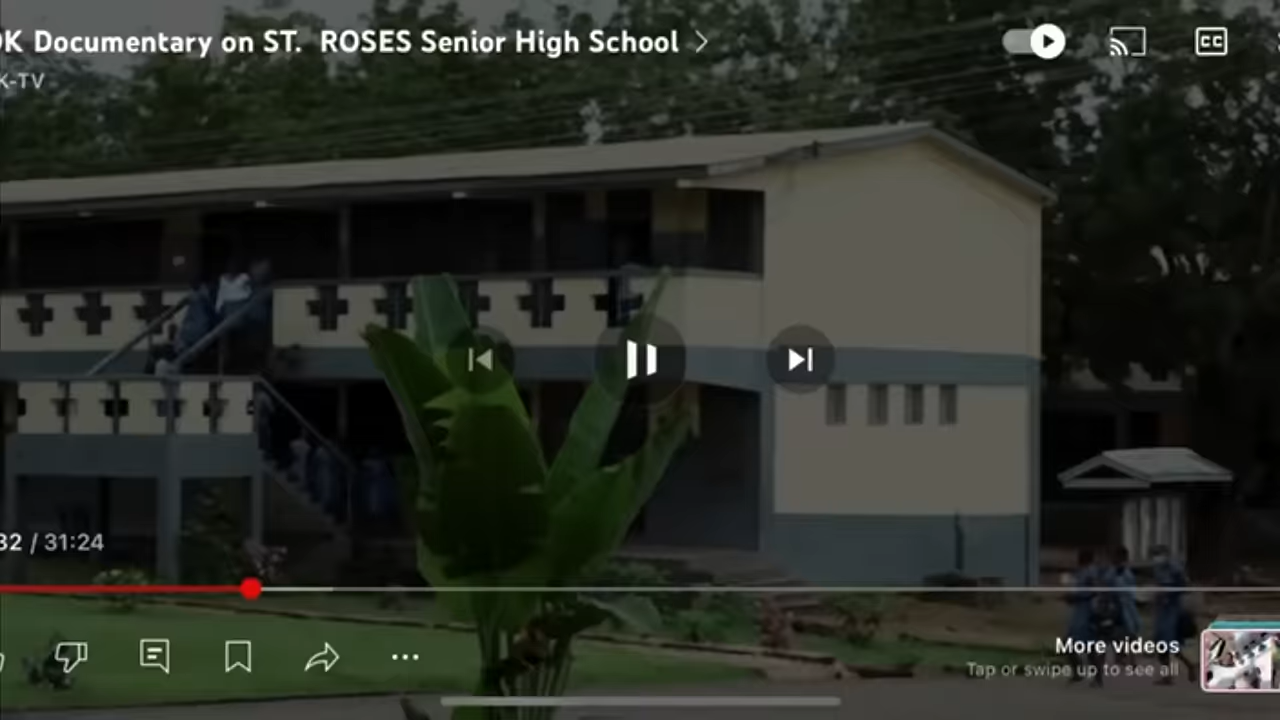 OK Documentary on ST. ROSES Senior High School
K-TV
CC
32 / 31:24
More videos
Tap or swipe up to see all